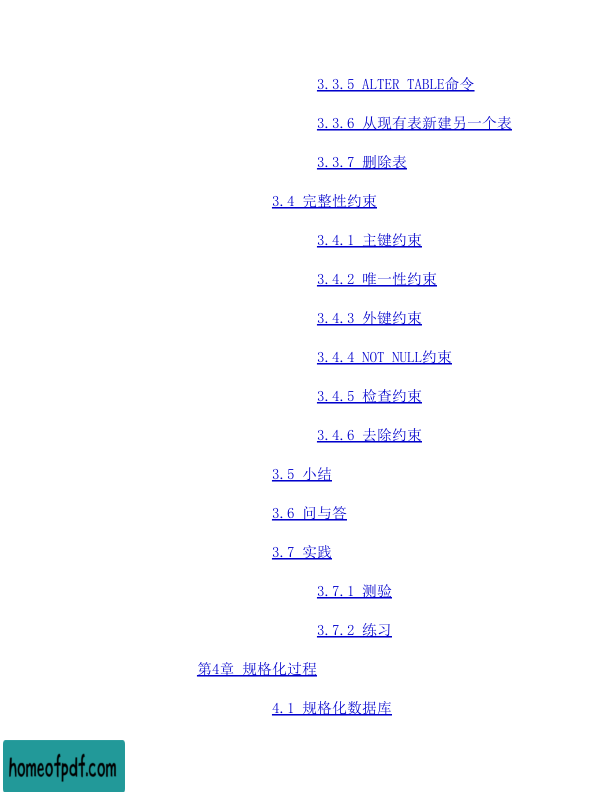 3.3.5 ALTER TABLE命令
3.3.6 从现有表新建另一个表
3.3.7 删除表
3.4 完整性约束
3.4.1 主键约束
3.4.2 唯一性约束
3.4.3 外键约束
3.4.4 NOT NULL约束
3.4.5 检查约束
3.4.6 去除约束
3.5 小结
3.6 问与答
3.7 实践
3.7.1 测验
3.7.2 练习
第4章 规格化过程
4.1 规格化数据库
homeofpdf.com